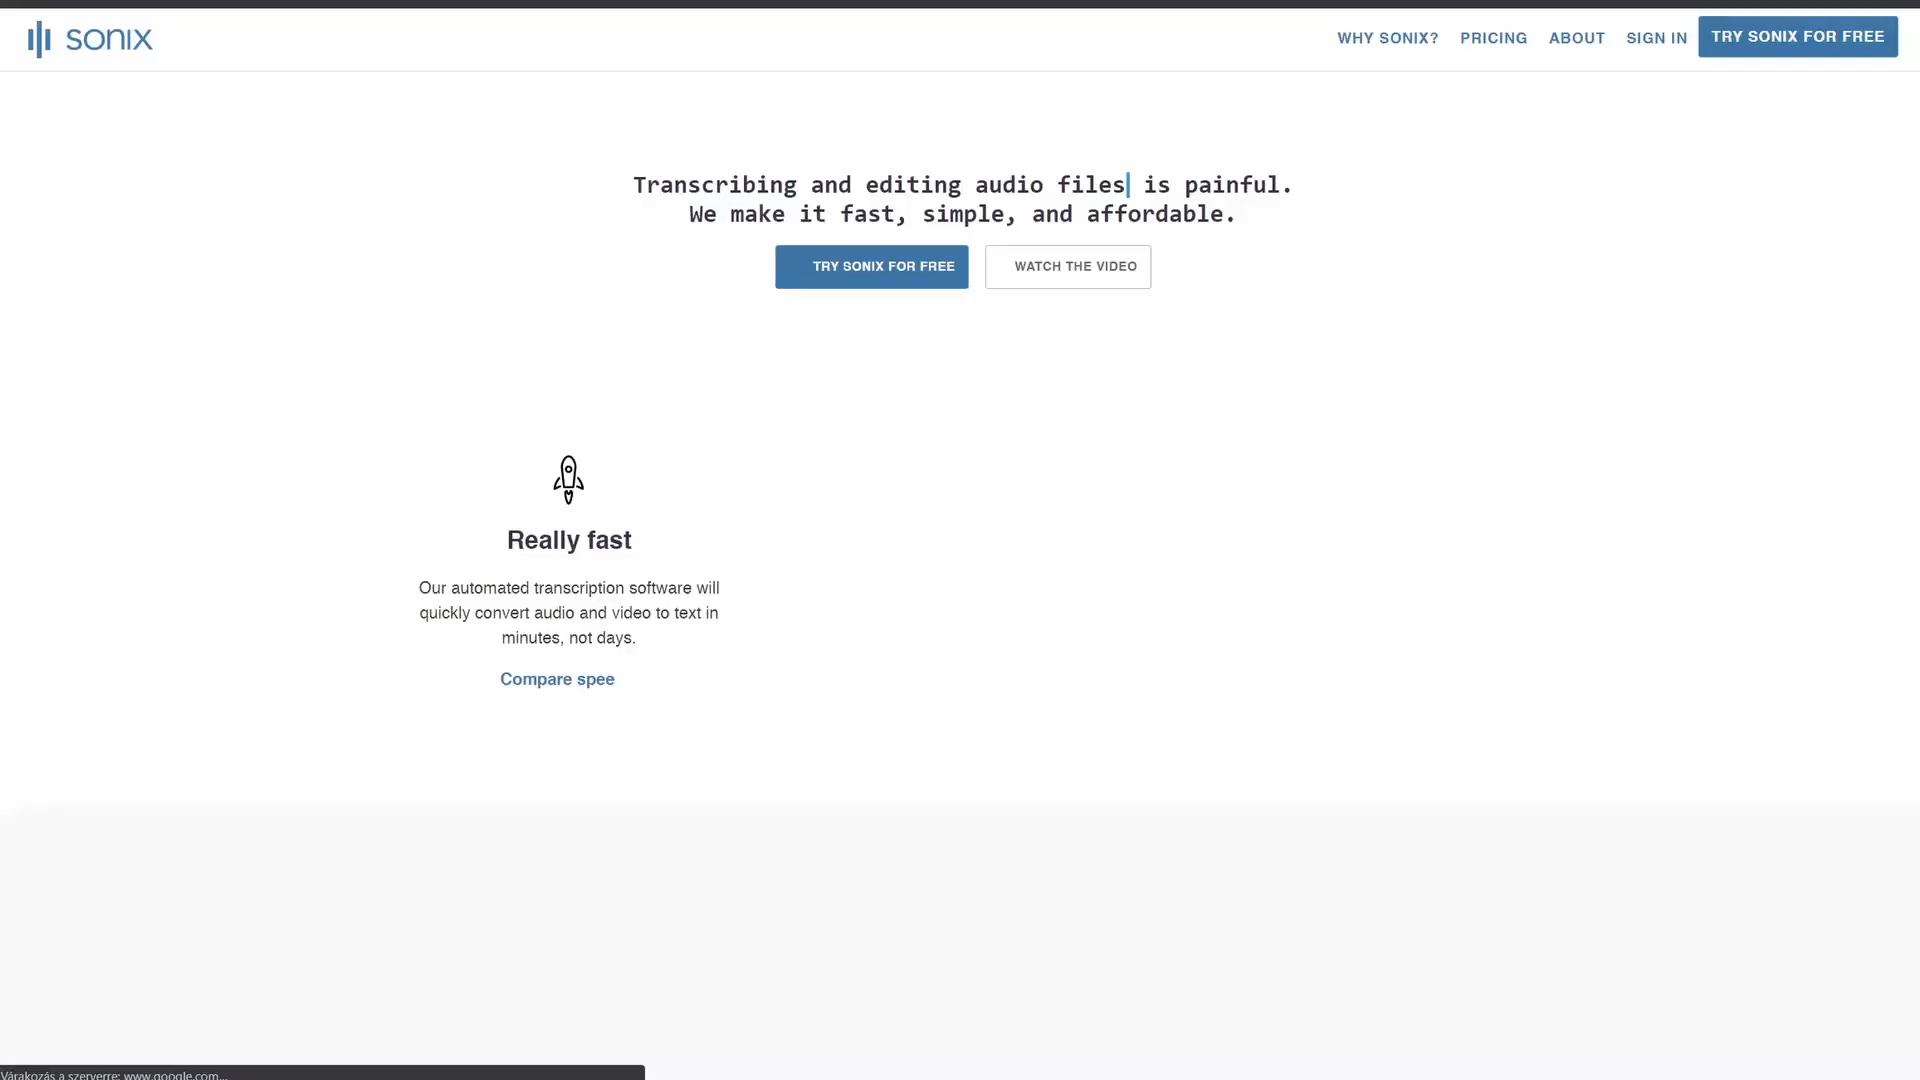 SONIX
WHY SONIX? PRICING ABOUT SIGN IN TRY SONIX FOR FREE
Transcribing and editing audio files is painful.
We make it fast, simple, and affordable.
TRY SONIX FOR FREE WATCH THE VIDEO
Really fast
Our automated transcription software will
quickly convert audio and video to text in
minutes, not days.
Compare spee
Várakozás a szerverre: www.google.com...